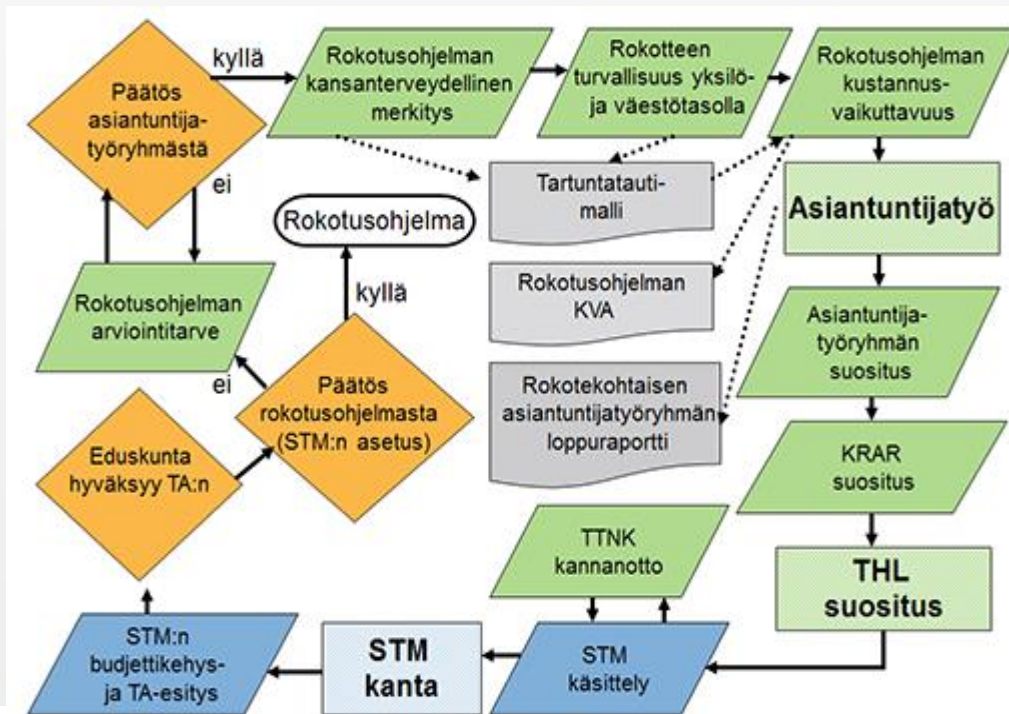 Päätös
asiantuntija-
työryhmästä
kyllä
ei
Rokotusohjelman
kansanterveydellinen
merkitys
Rokotteen
turvallisuus yksilö-
ja väestötasolla
Rokotusohjelman
kustannus-
vaikuttavuus
Tartuntatauti-
malli
Asiantuntijatyö
Rokotusohjelma
Rokotusohjelman
arviointitarve
kyllä
ei
Rokotusohjelman
KVA
Asiantuntija-
työryhmän
suositus
Päätös
rokotusohjelmasta
(STM:n asetus)
Rokotekohtaisen
asiantuntijatyöryhmän
loppuraportti
Eduskunta
hyväksyy TA:n
KRAR
suositus
TTNK
kannanotto
THL
suositus
STM:n
budjettikehys-
ja TA-esitys
STM
kanta
STM
käsittely